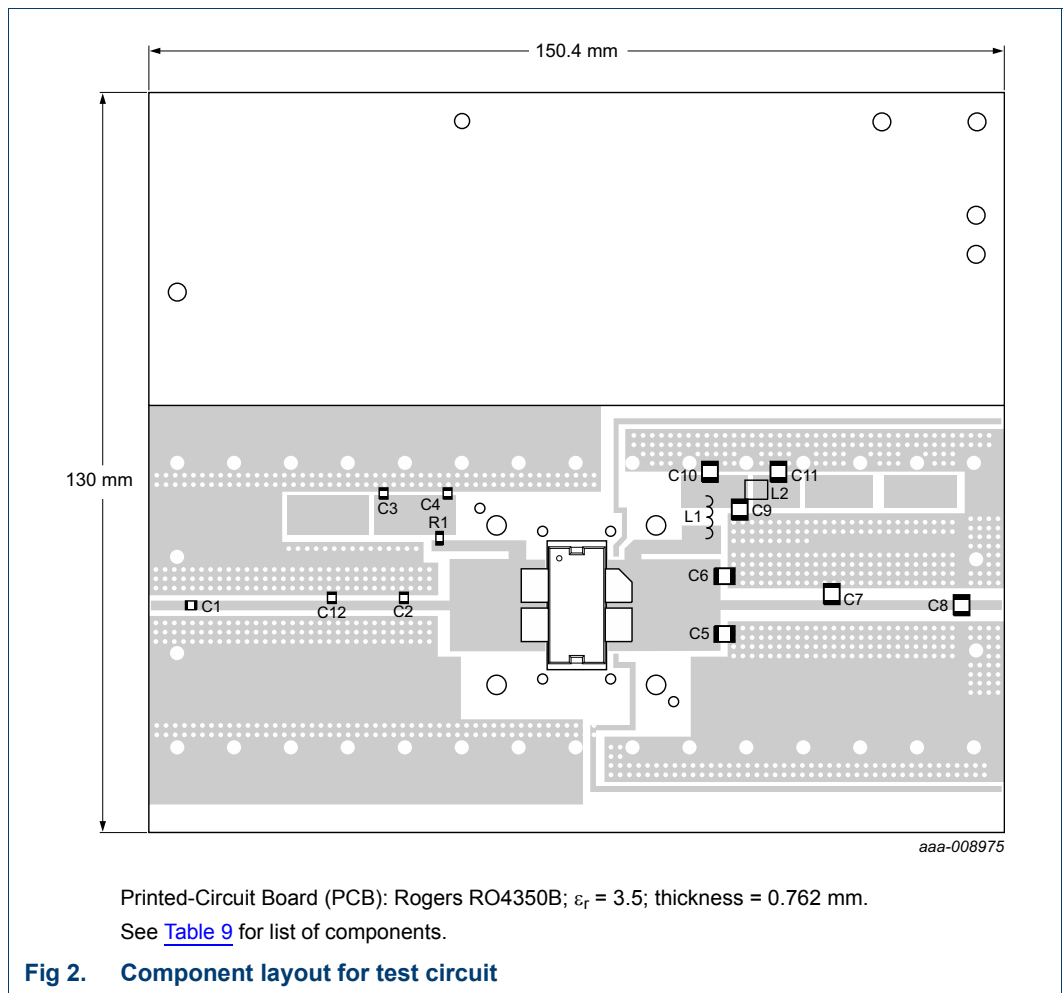 150.4 mm
130 mm
C10
C11
L2
C3
C4
C9
L1
R1
C6
C7
C1
C12
C2
C8
C5
aaa-008975
Printed-Circuit Board (PCB): Rogers RO4350B; εr = 3.5; thickness = 0.762 mm.
See Table 9 for list of components.
Fig 2. Component layout for test circuit